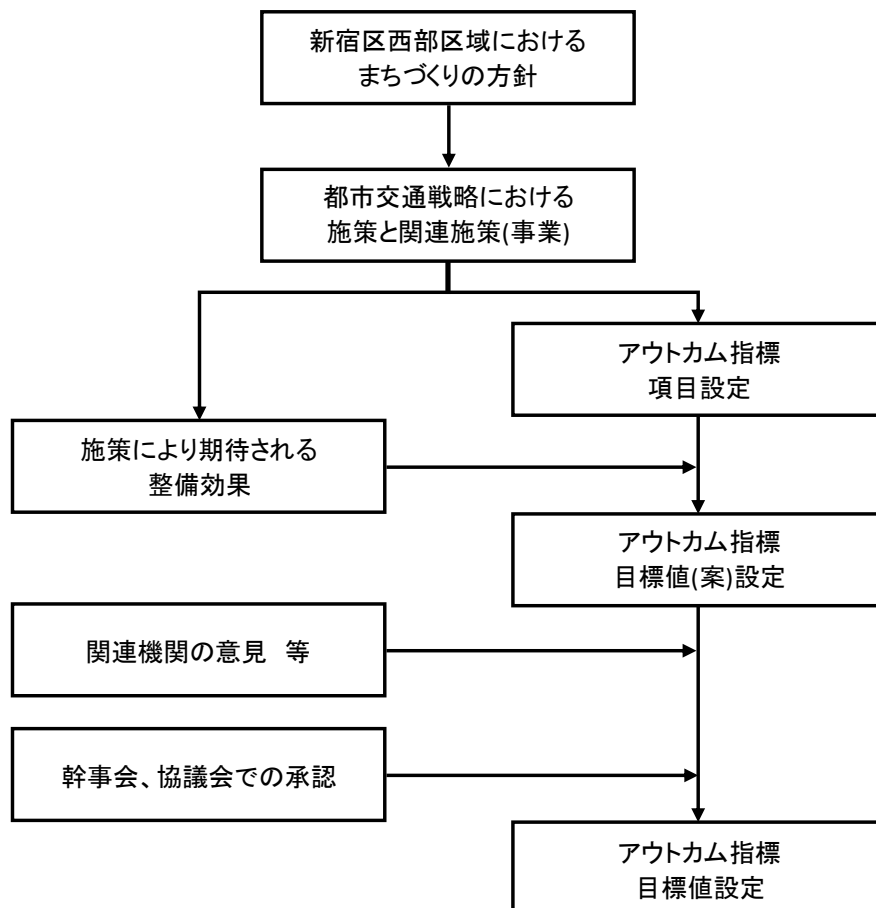 新宿区西部区域における
まちづくりの方針
都市交通戦略における
施策と関連施策(事業)
アウトカム指標
項目設定
施策により期待される
整備効果
アウトカム指標
目標値(案)設定
関連機関の意見　等
幹事会、協議会での承認
アウトカム指標
目標値設定